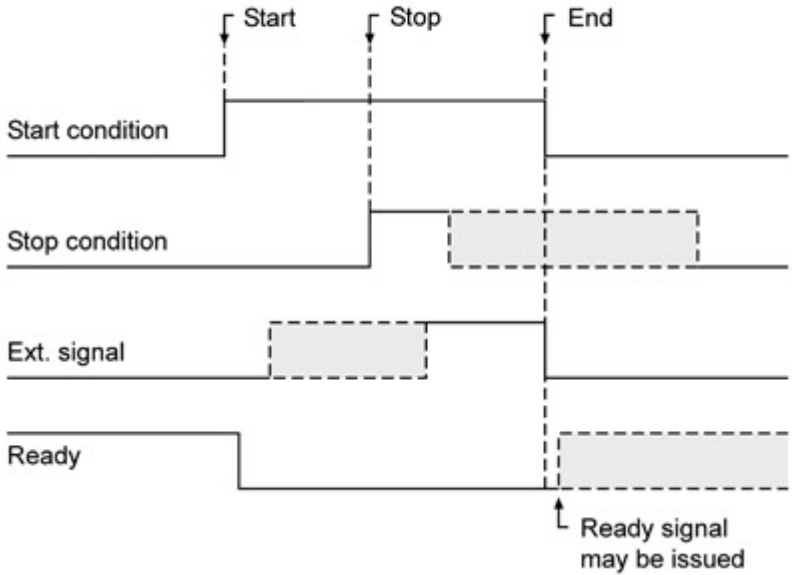 Start
Stop
End
Start condition
Stop condition
Ext. signal
Ready
Ready signal
may be issued